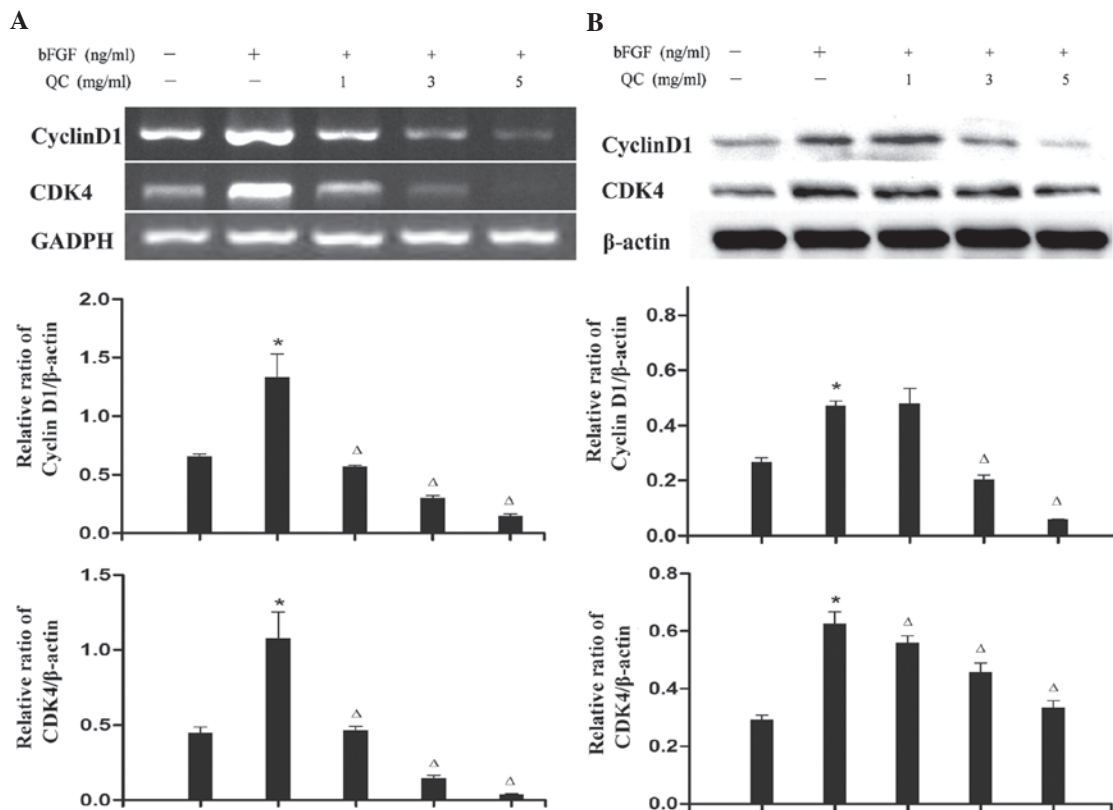 A
bFGF (ng/ml) − + + + +
QC (mg/ml) − − 1 3 5
CyclinD1
CDK4
GADPH
Relative ratio of
Cyclin D1/β-actin
2.0
1.5
1.0
0.5
0.0
*
Δ
Δ
Δ
Relative ratio of
CDK4/β-actin
1.5
1.0
0.5
0.0
*
Δ
Δ
Δ
B
bFGF (ng/ml) − + + + +
QC (mg/ml) − − 1 3 5
CyclinD1
CDK4
β-actin
Relative ratio of
Cyclin D1/β-actin
0.8
0.6
0.4
0.2
0.0
*
Δ
Δ
Relative ratio of
CDK4/β-actin
0.8
0.6
0.4
0.2
0.0
*
Δ
Δ
Δ